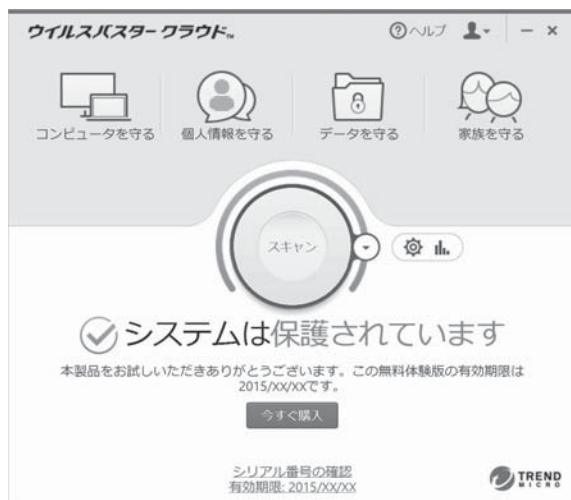 ウイルスバスター クラウド™
?ヘルプ
コンピュータを守る
個人情報を守る
データを守る
家族を守る
スキャン
システムは保護されています
本製品をお試しいただきありがとうございます。この無料体験版の有効期限は
2015/XX/XXです。
今すぐ購入
シリアル番号の確認
有効期限: 2015/XX/XX
TREND
MICRO